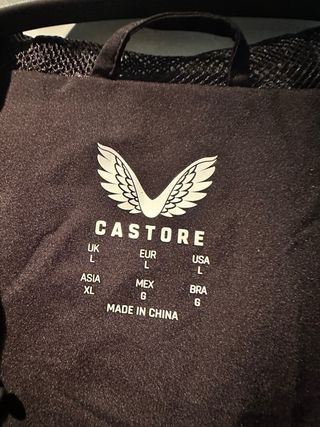 CASTORE
UK EUR USA
L L L
ASIA MEX BRA
XL G G
MADE IN CHINA